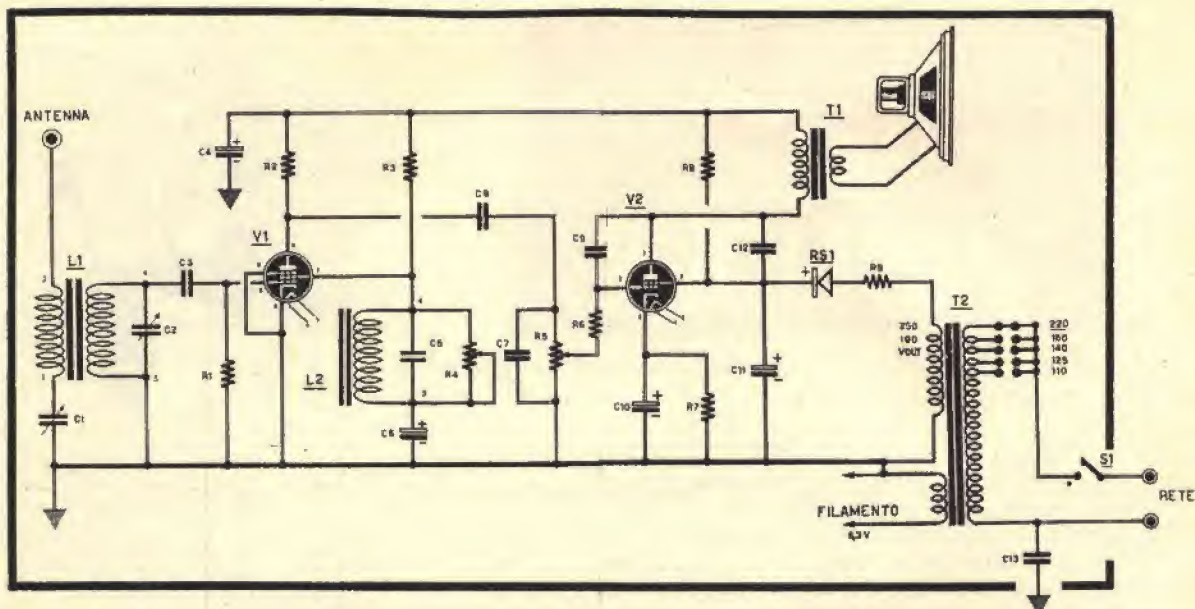 ANTENNA
T1
C4
R2
R3
R8
C8
V1
V2
C9
C12
RS1
R9
L1
C3
T2
C2
R6
250
190
VOLT
220
160
140
125
110
L2
R4
C7
R5
R1
C11
C10
R7
C1
C6
S1
RETE
FILAMENTO
6,3V
C13